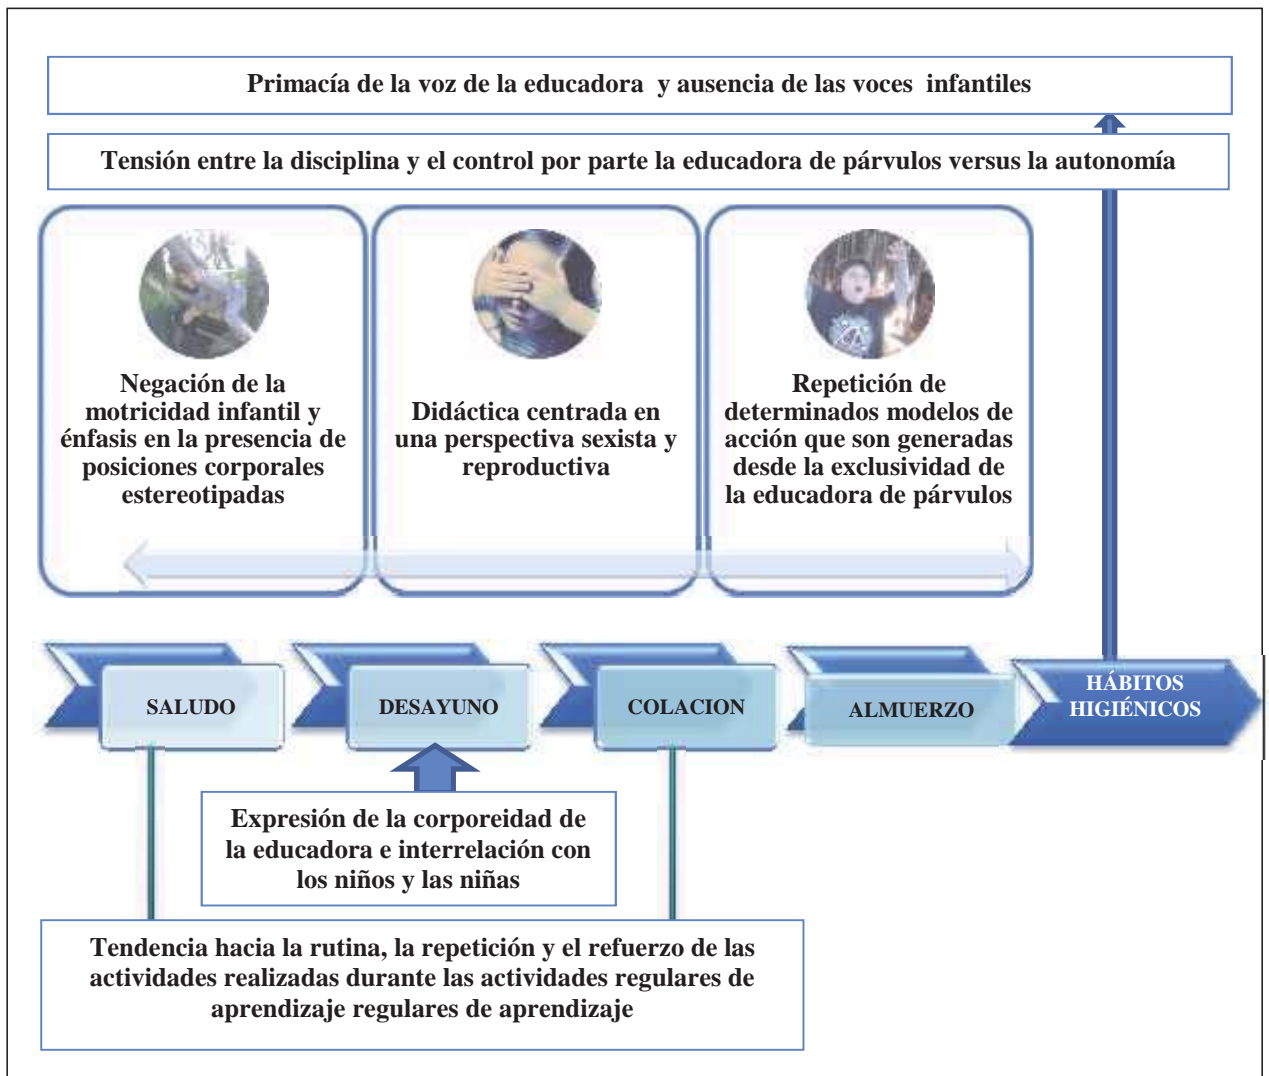 Primacía de la voz de la educadora y ausencia de las voces infantiles
Tensión entre la disciplina y el control por parte la educadora de párvulos versus la autonomía
Negación de la
motricidad infantil y
énfasis en la presencia de
posiciones corporales
estereotipadas
Didáctica centrada en
una perspectiva sexista y
reproductiva
Repetición de
determinados modelos de
acción que son generadas
desde la exclusividad de
la educadora de párvulos
SALUDO
DESAYUNO
COLACION
ALMUERZO
HÁBITOS
HIGIÉNICOS
Expresión de la corporeidad de
la educadora e interrelación con
los niños y las niñas
Tendencia hacia la rutina, la repetición y el refuerzo de las
actividades realizadas durante las actividades regulares de
aprendizaje regulares de aprendizaje